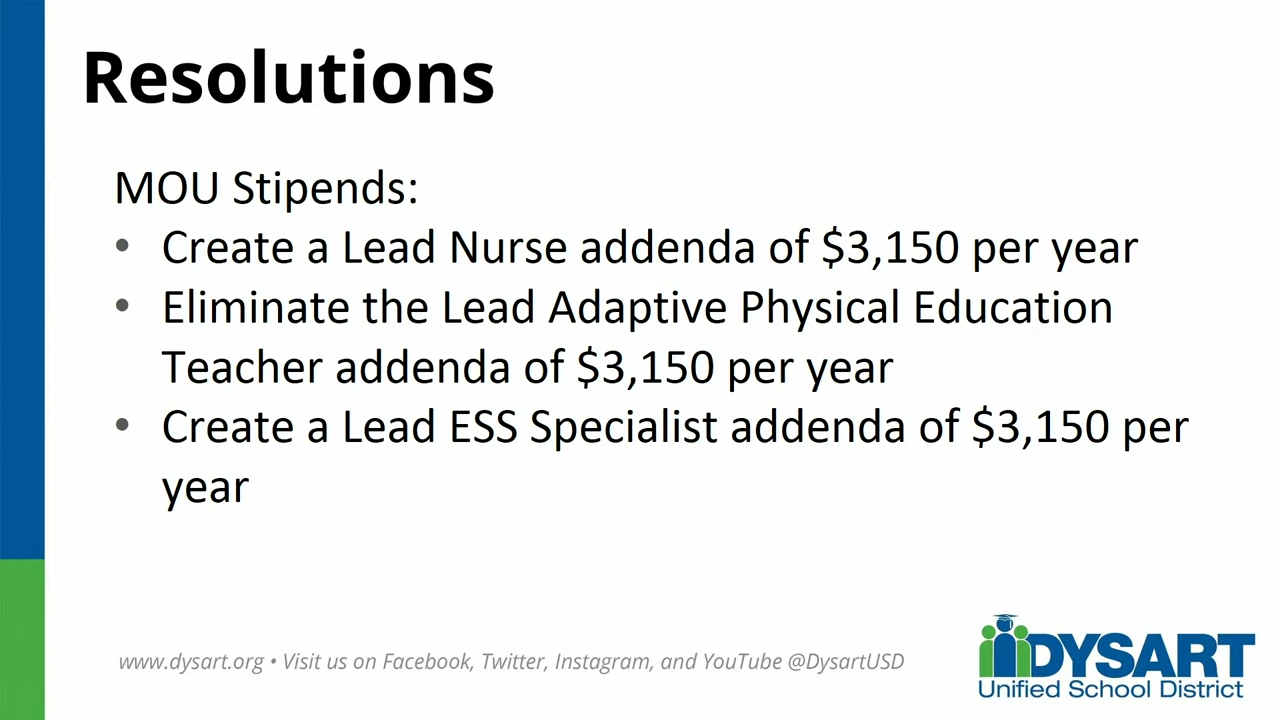 Resolutions
MOU Stipends:
• Create a Lead Nurse addenda of $3,150 per year
• Eliminate the Lead Adaptive Physical Education
Teacher addenda of $3,150 per year
• Create a Lead ESS Specialist addenda of $3,150 per
year
www.dysart.org • Visit us on Facebook, Twitter, Instagram, and YouTube @DysartUSD
DYSART
Unified School District